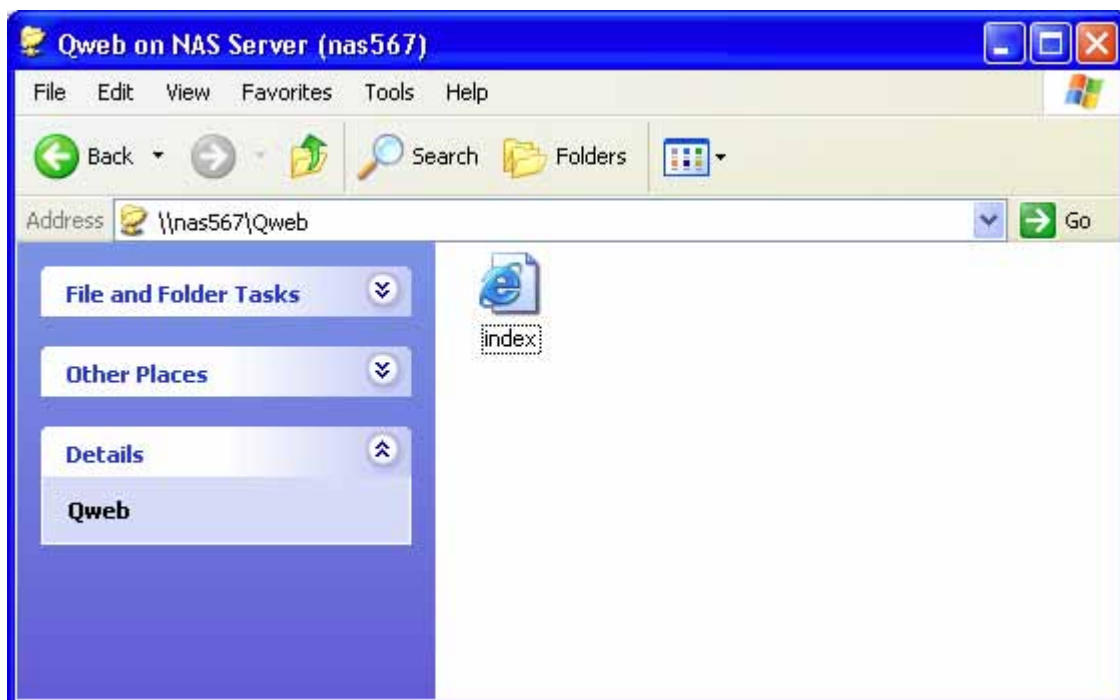 Qweb on NAS Server (nas567)
File Edit View Favorites Tools Help
Back Search Folders
Address \\nas567\Qweb Go
File and Folder Tasks
Other Places
Details
Qweb
index